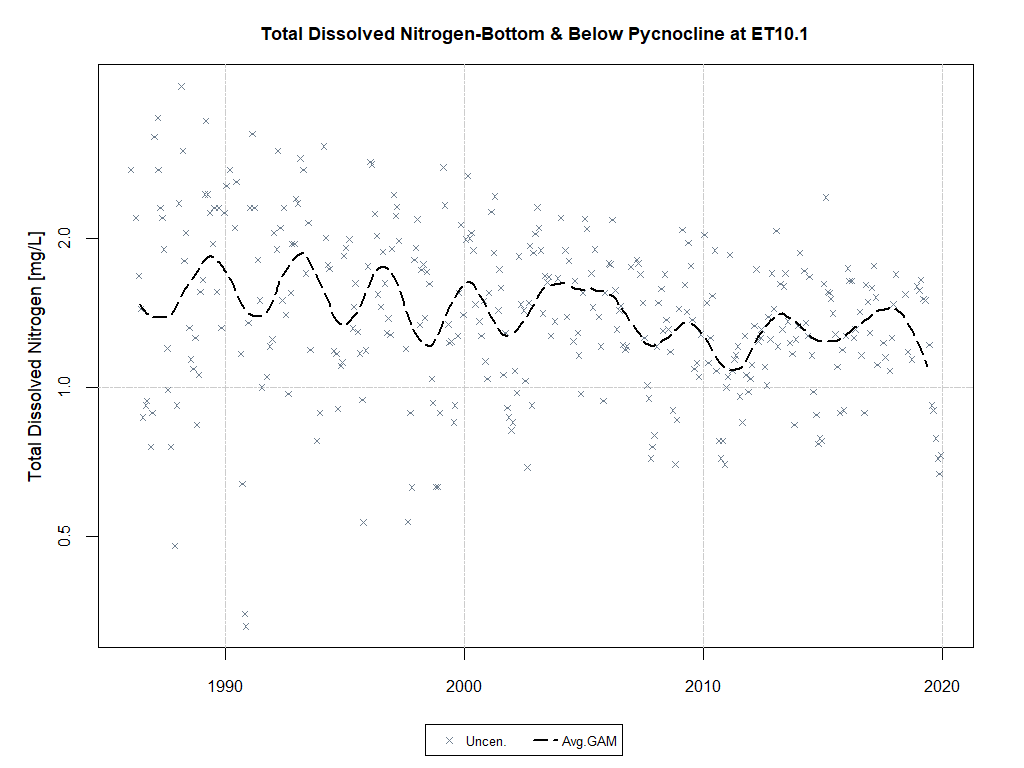 Total Dissolved Nitrogen-Bottom & Below Pycnocline at ET10.1
Total Dissolved Nitrogen [mg/L]
2.0
1.0
0.5
1990 2000 2010 2020
Uncen. Avg.GAM